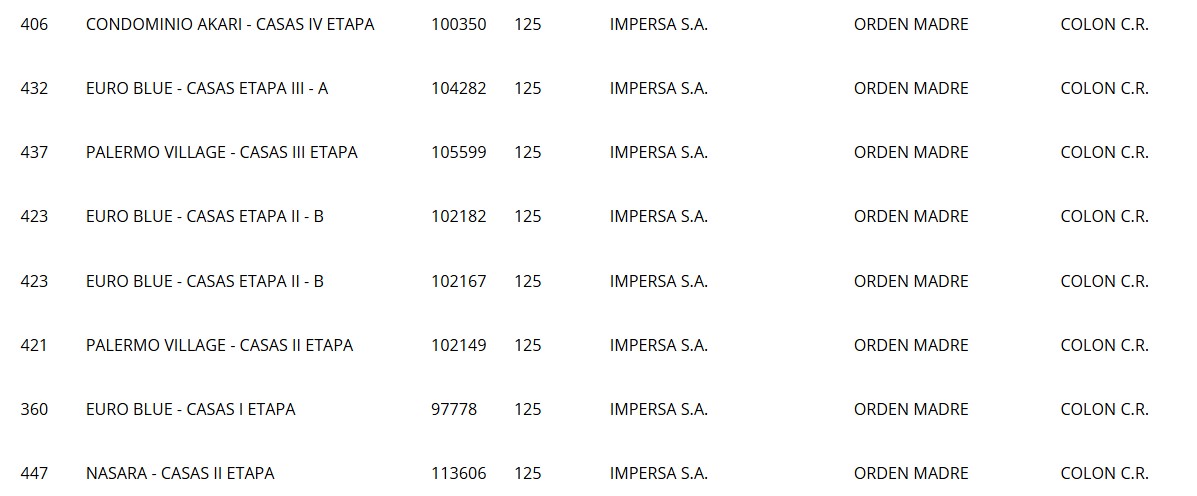 406 CONDOMINIO AKARI - CASAS IV ETAPA 100350 125 IMPERSA S.A. ORDEN MADRE COLON C.R.
432 EURO BLUE - CASAS ETAPA III - A 104282 125 IMPERSA S.A. ORDEN MADRE COLON C.R.
437 PALERMO VILLAGE - CASAS III ETAPA 105599 125 IMPERSA S.A. ORDEN MADRE COLON C.R.
423 EURO BLUE - CASAS ETAPA II - B 102182 125 IMPERSA S.A. ORDEN MADRE COLON C.R.
423 EURO BLUE - CASAS ETAPA II - B 102167 125 IMPERSA S.A. ORDEN MADRE COLON C.R.
421 PALERMO VILLAGE - CASAS II ETAPA 102149 125 IMPERSA S.A. ORDEN MADRE COLON C.R.
360 EURO BLUE - CASAS I ETAPA 97778 125 IMPERSA S.A. ORDEN MADRE COLON C.R.
447 NASARA - CASAS II ETAPA 113606 125 IMPERSA S.A. ORDEN MADRE COLON C.R.